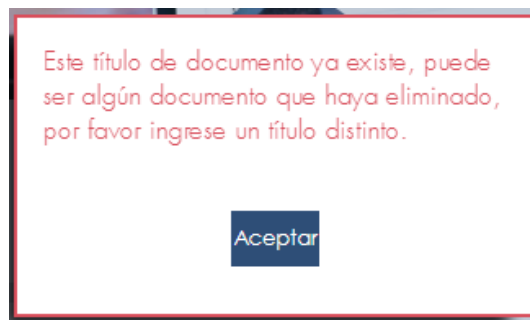 Este título de documento ya existe, puede
ser algún documento que haya eliminado,
por favor ingrese un título distinto.
Aceptar